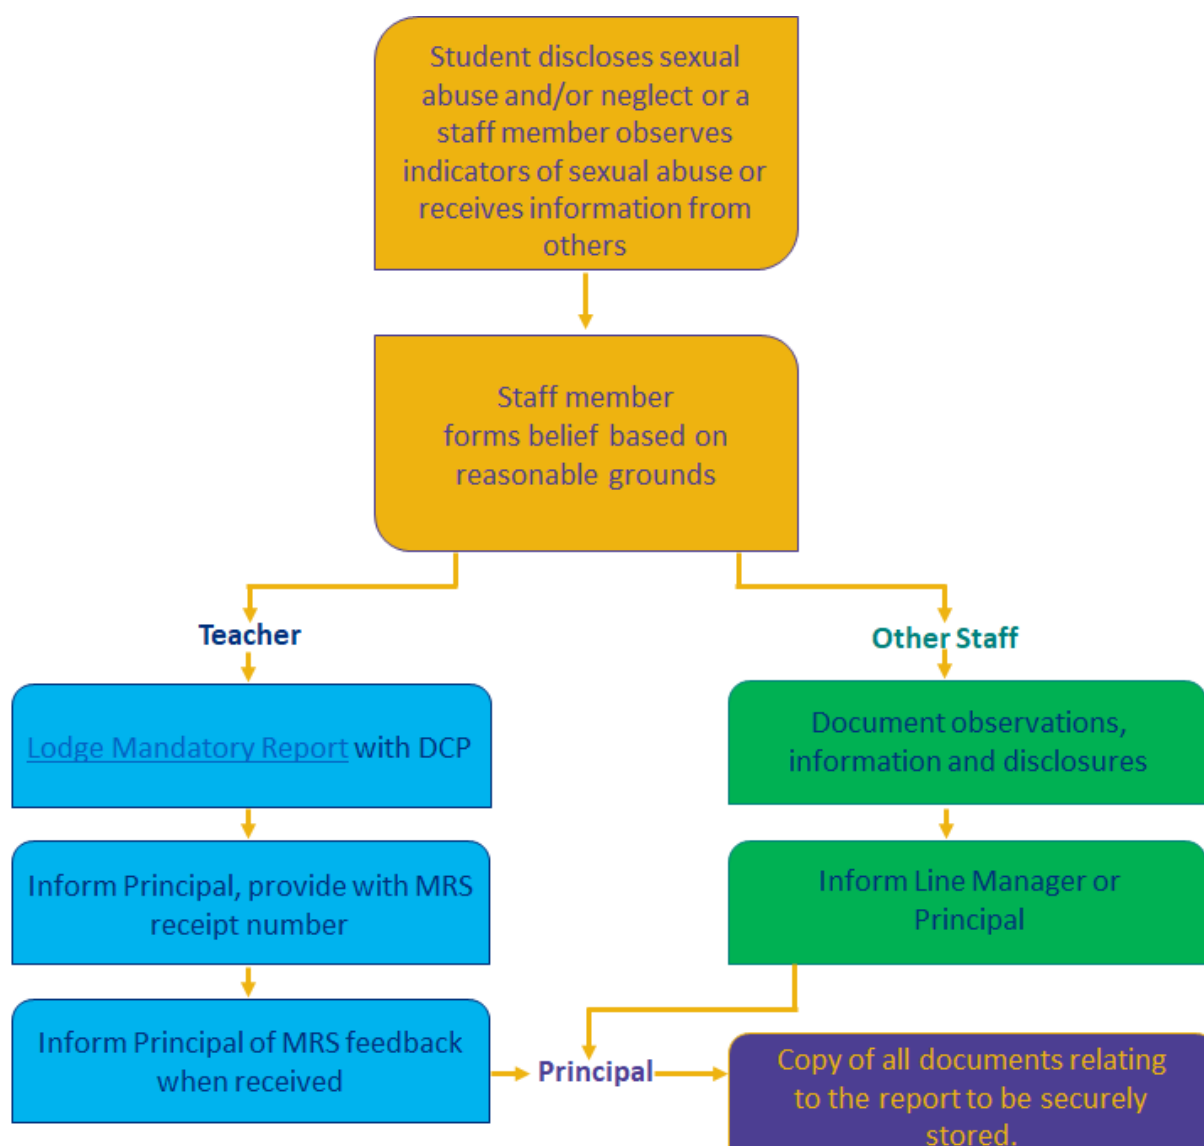 Student discloses sexual
abuse and/or neglect or a
staff member observes
indicators of sexual abuse or
receives information from
others
Staff member
forms belief based on
reasonable grounds
Teacher
Other Staff
Lodge Mandatory Report with DCP
Document observations,
information and disclosures
Inform Principal, provide with MRS
receipt number
Inform Line Manager or
Principal
Inform Principal of MRS feedback
when received
Principal
Copy of all documents relating
to the report to be securely
stored.